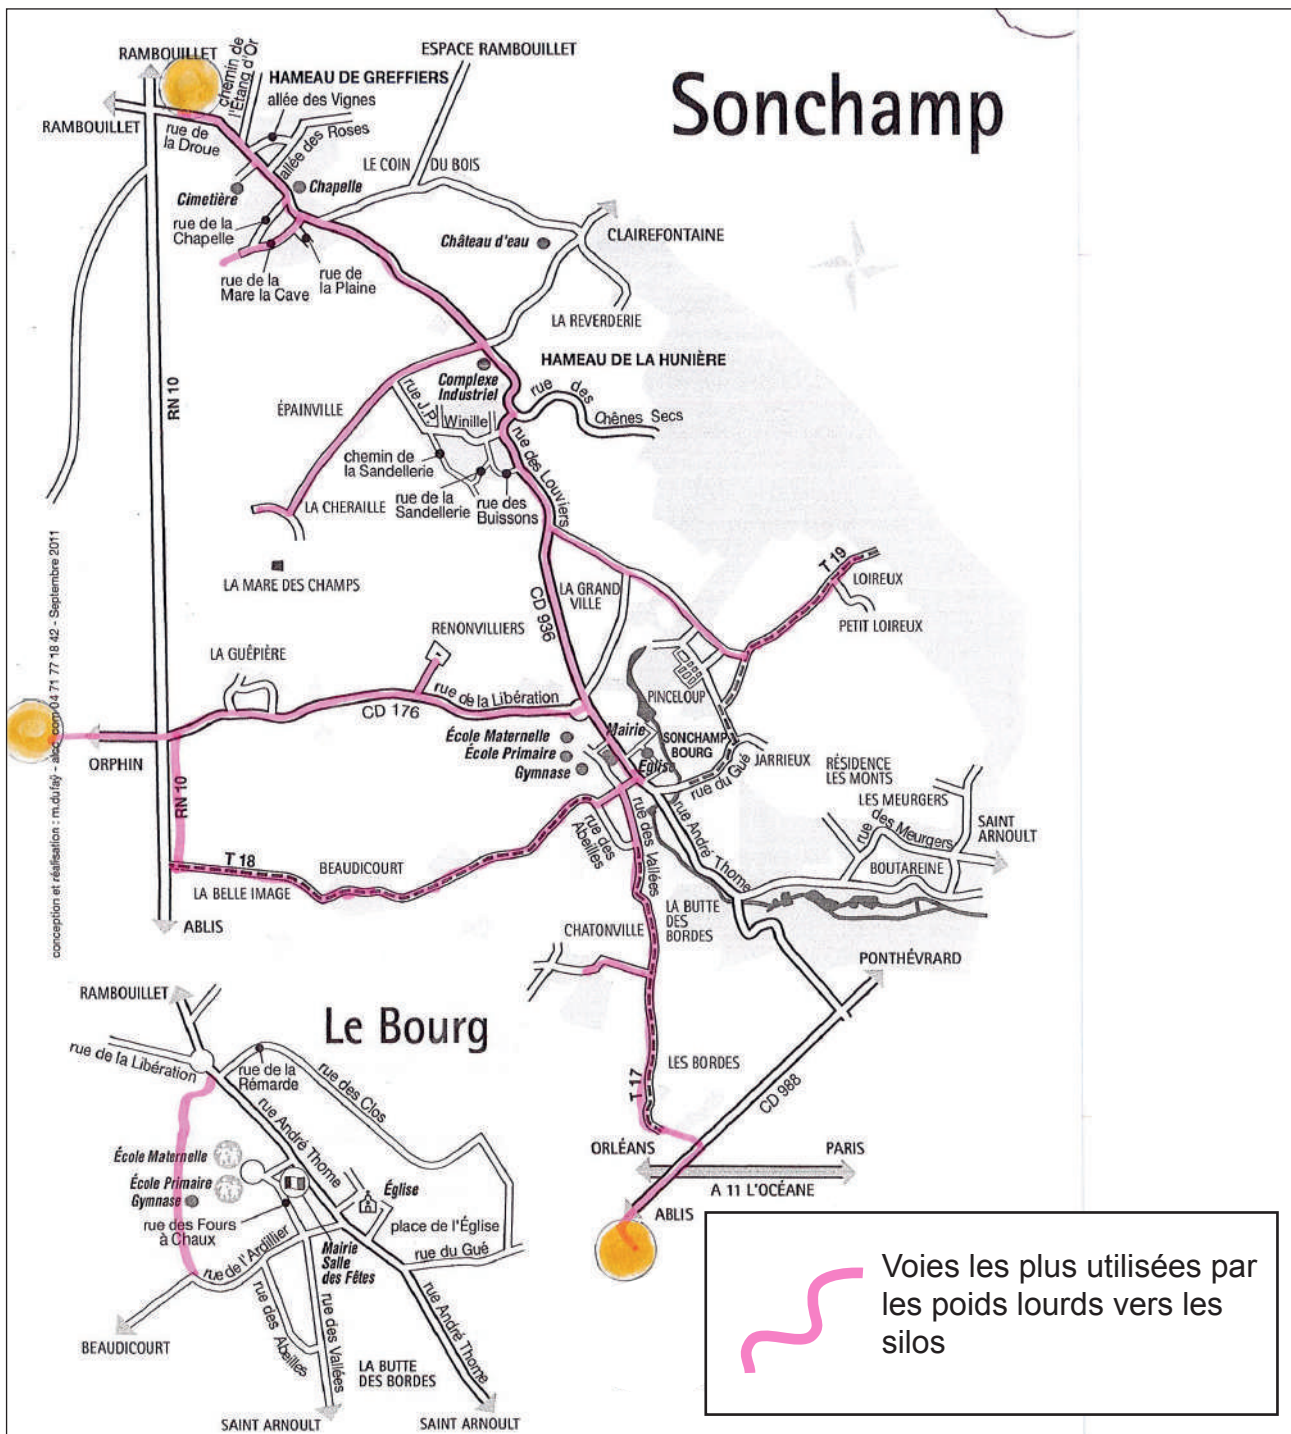 Sonchamp
RAMBOUILLET
chemin de
l'Étang d'Or
ESPACE RAMBOUILLET
HAMEAU DE GREFFIERS
allée des Vignes
RAMBOUILLET
rue de
la Droue
allée des Roses
LE COIN DU BOIS
Cimetière
Chapelle
rue de la
Chapelle
CLAIREFONTAINE
Château d'eau
rue de la
Mare la Cave
rue de
la Plaine
LA REVERDERIE
HAMEAU DE LA HUNIÈRE
Complexe
Industriel
rue des
Chênes Secs
RN 10
ÉPAINVILLE
rue J.P.
Winille
chemin de
la Sandellerie
rue des Louviers
LA CHERAILLE
rue de la
Sandellerie
rue des
Buissons
LA MARE DES CHAMPS
T 19
LOIREUX
LA GRAND
VILLE
PETIT LOIREUX
CD 936
RENONVILLIERS
LA GUÉPIÈRE
rue de la Libération
PINCELOUP
CD 176
École Maternelle
Mairie
SONCHAMP
BOURG
École Primaire
Église
Gymnase
JARRIEUX
ORPHIN
rue du Gué
RÉSIDENCE
LES MONTS
LES MEURGERS
RN 10
rue des Meurgers
SAINT
ARNOULT
rue des
Abeilles
rue des Vallées
rue André Thome
T 18
BEAUDICOURT
BOUTAREINE
LA BELLE IMAGE
LA BUTTE
DES
BORDES
ABLIS
CHATONVILLE
PONTHÉVRARD
conception et réalisation : m.dufaÿ - aloé.com 04 71 77 18 42 - Septembre 2011
LES BORDES
T 17
CD 988
ORLÉANS
PARIS
A 11 L'OCÉANE
ABLIS
Le Bourg
RAMBOUILLET
rue de la Libération
rue de la
Rémarde
rue des Clos
rue André Thome
École Maternelle
École Primaire
Gymnase
Église
rue des Fours
à Chaux
place de l'Église
rue de l'Ardillier
Mairie
Salle
des Fêtes
rue du Gué
rue des Abeilles
rue des Vallées
rue André Thome
BEAUDICOURT
LA BUTTE
DES BORDES
SAINT ARNOULT
SAINT ARNOULT
Voies les plus utilisées par
les poids lourds vers les
silos